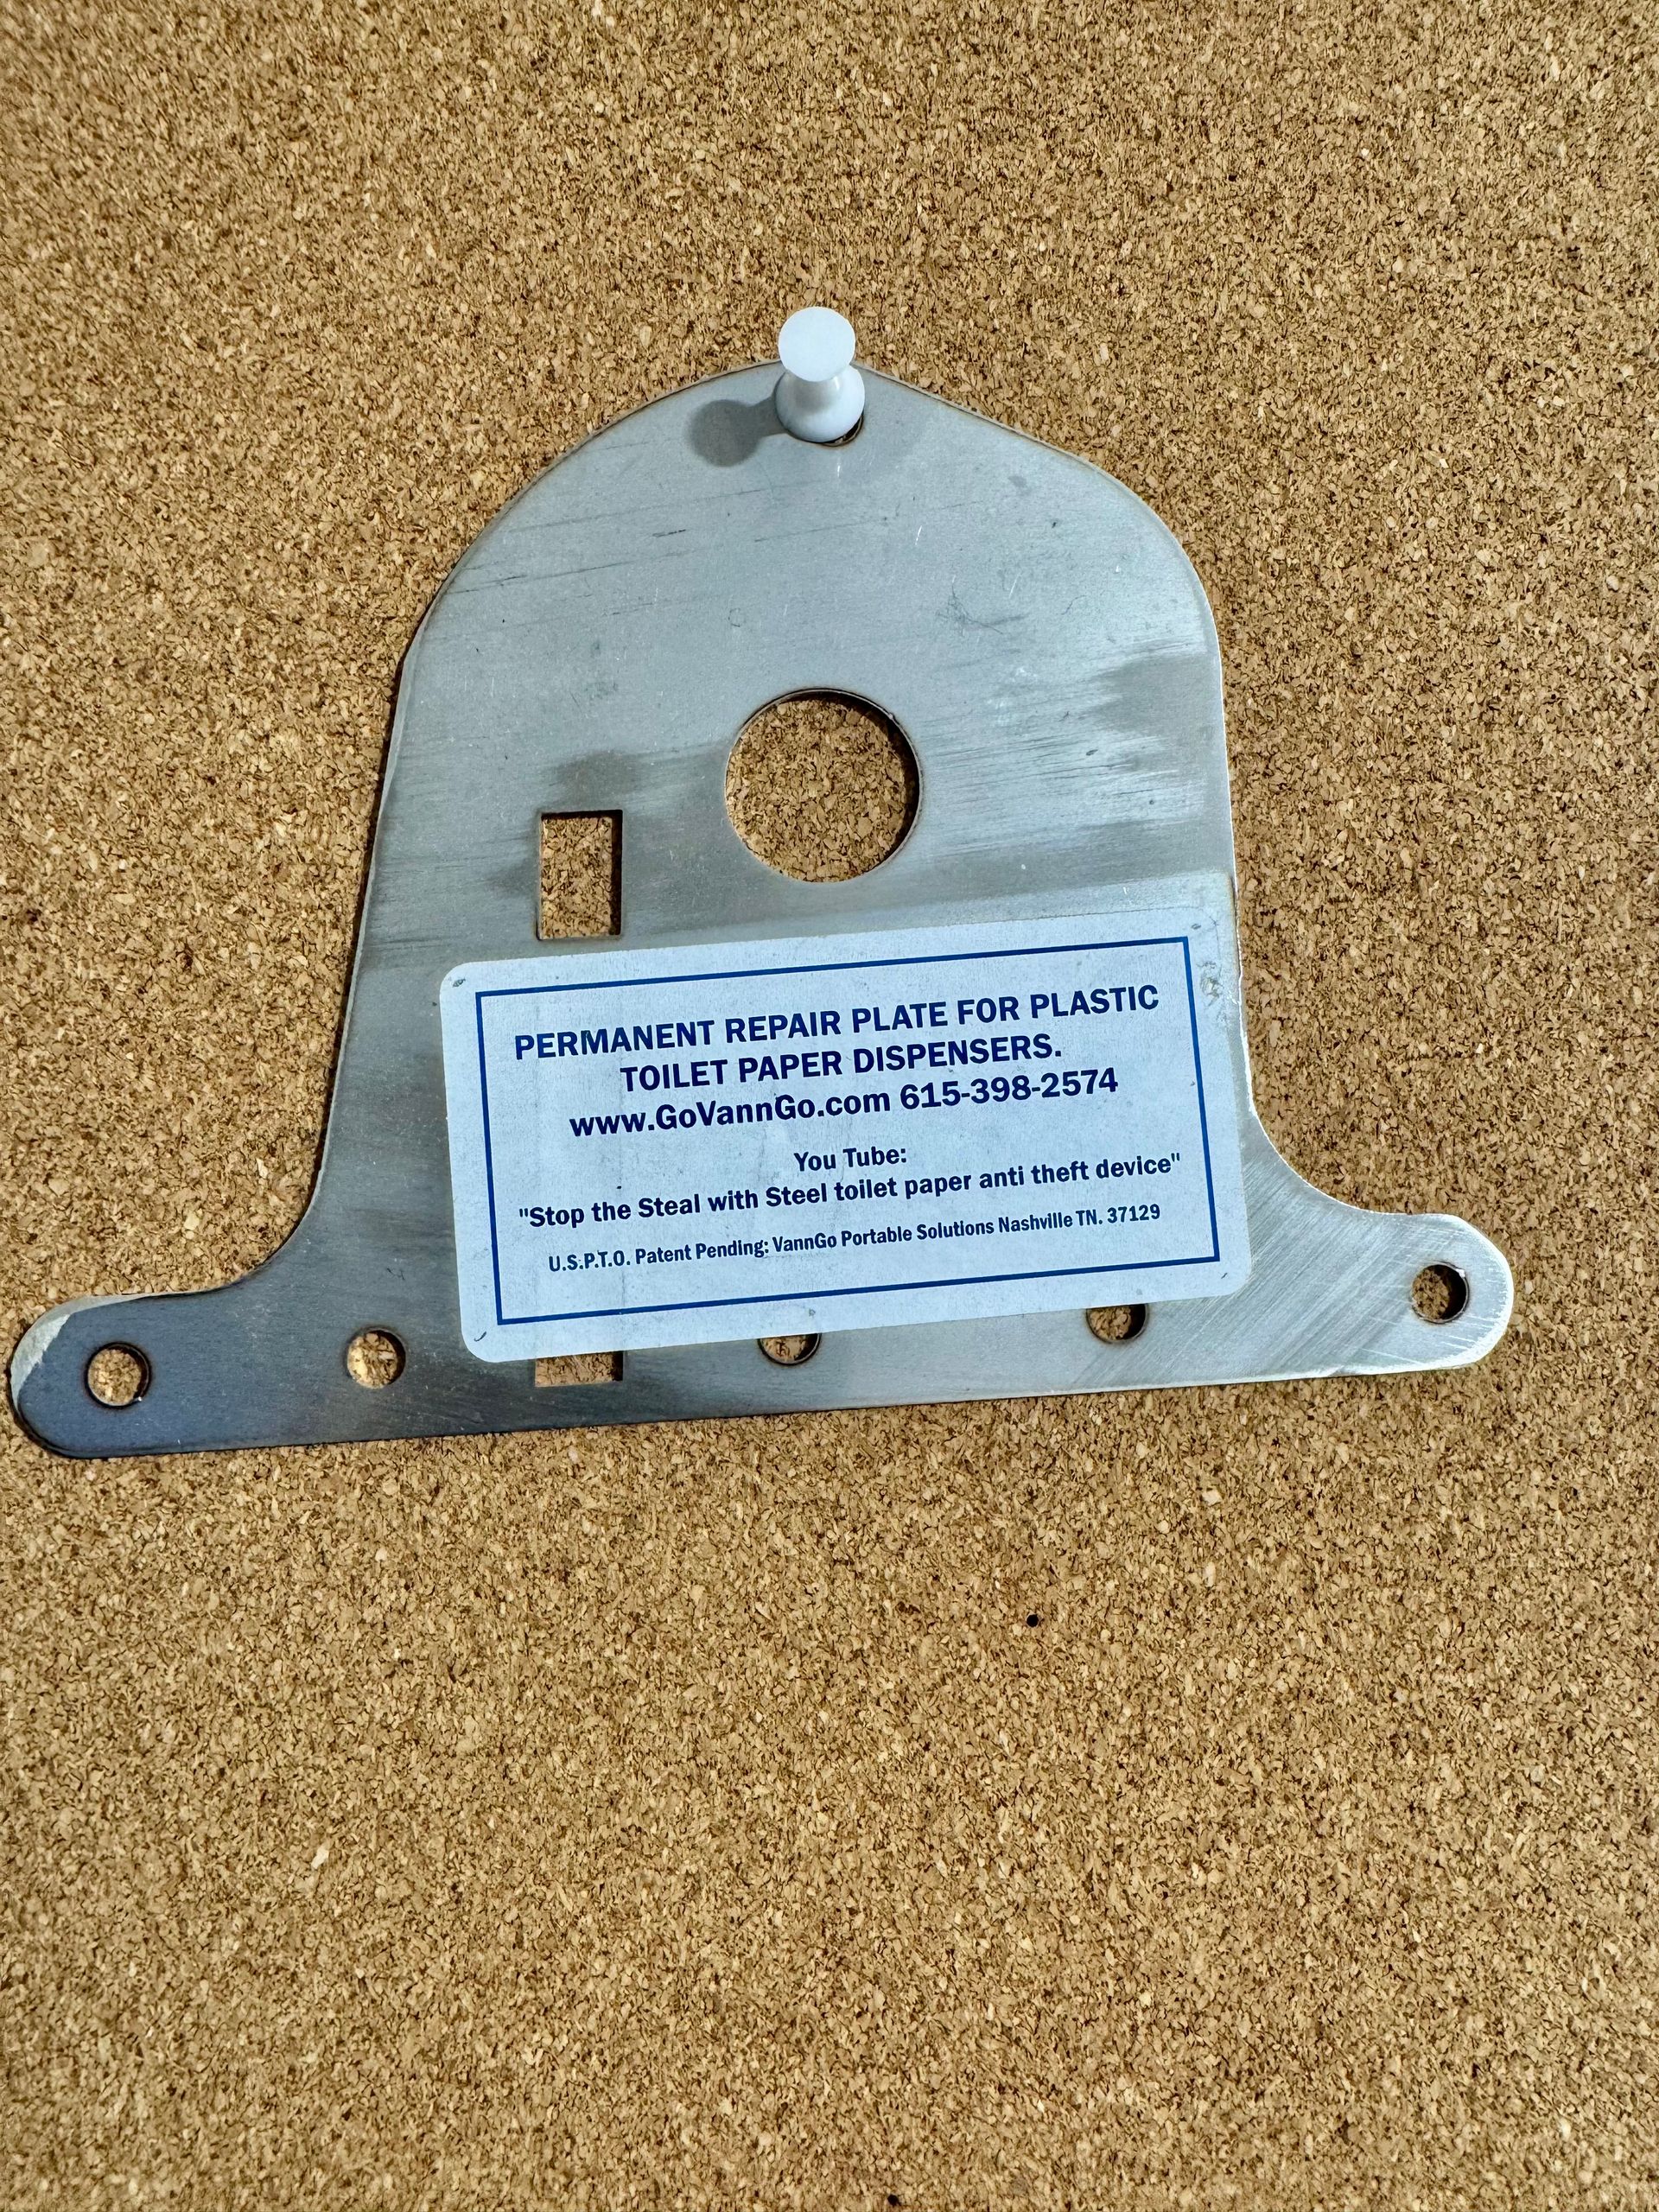 PERMANENT REPAIR PLATE FOR PLASTIC
TOILET PAPER DISPENSERS.
www.GoVannGo.com 615-398-2574
You Tube:
"Stop the Steal with Steel toilet paper anti theft device"
U.S.P.T.O. Patent Pending: VannGo Portable Solutions Nashville TN. 37129